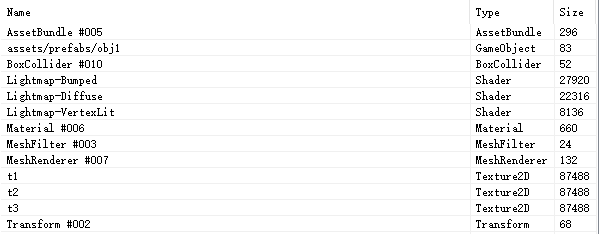 Name Type Size
AssetBundle #005 AssetBundle 296
assets/prefabs/obj1 GameObject 83
BoxCollider #010 BoxCollider 52
Lightmap-Bumped Shader 27920
Lightmap-Diffuse Shader 22316
Lightmap-VertexLit Shader 8136
Material #006 Material 660
MeshFilter #003 MeshFilter 24
MeshRenderer #007 MeshRenderer 132
t1 Texture2D 87488
t2 Texture2D 87488
t3 Texture2D 87488
Transform #002 Transform 68